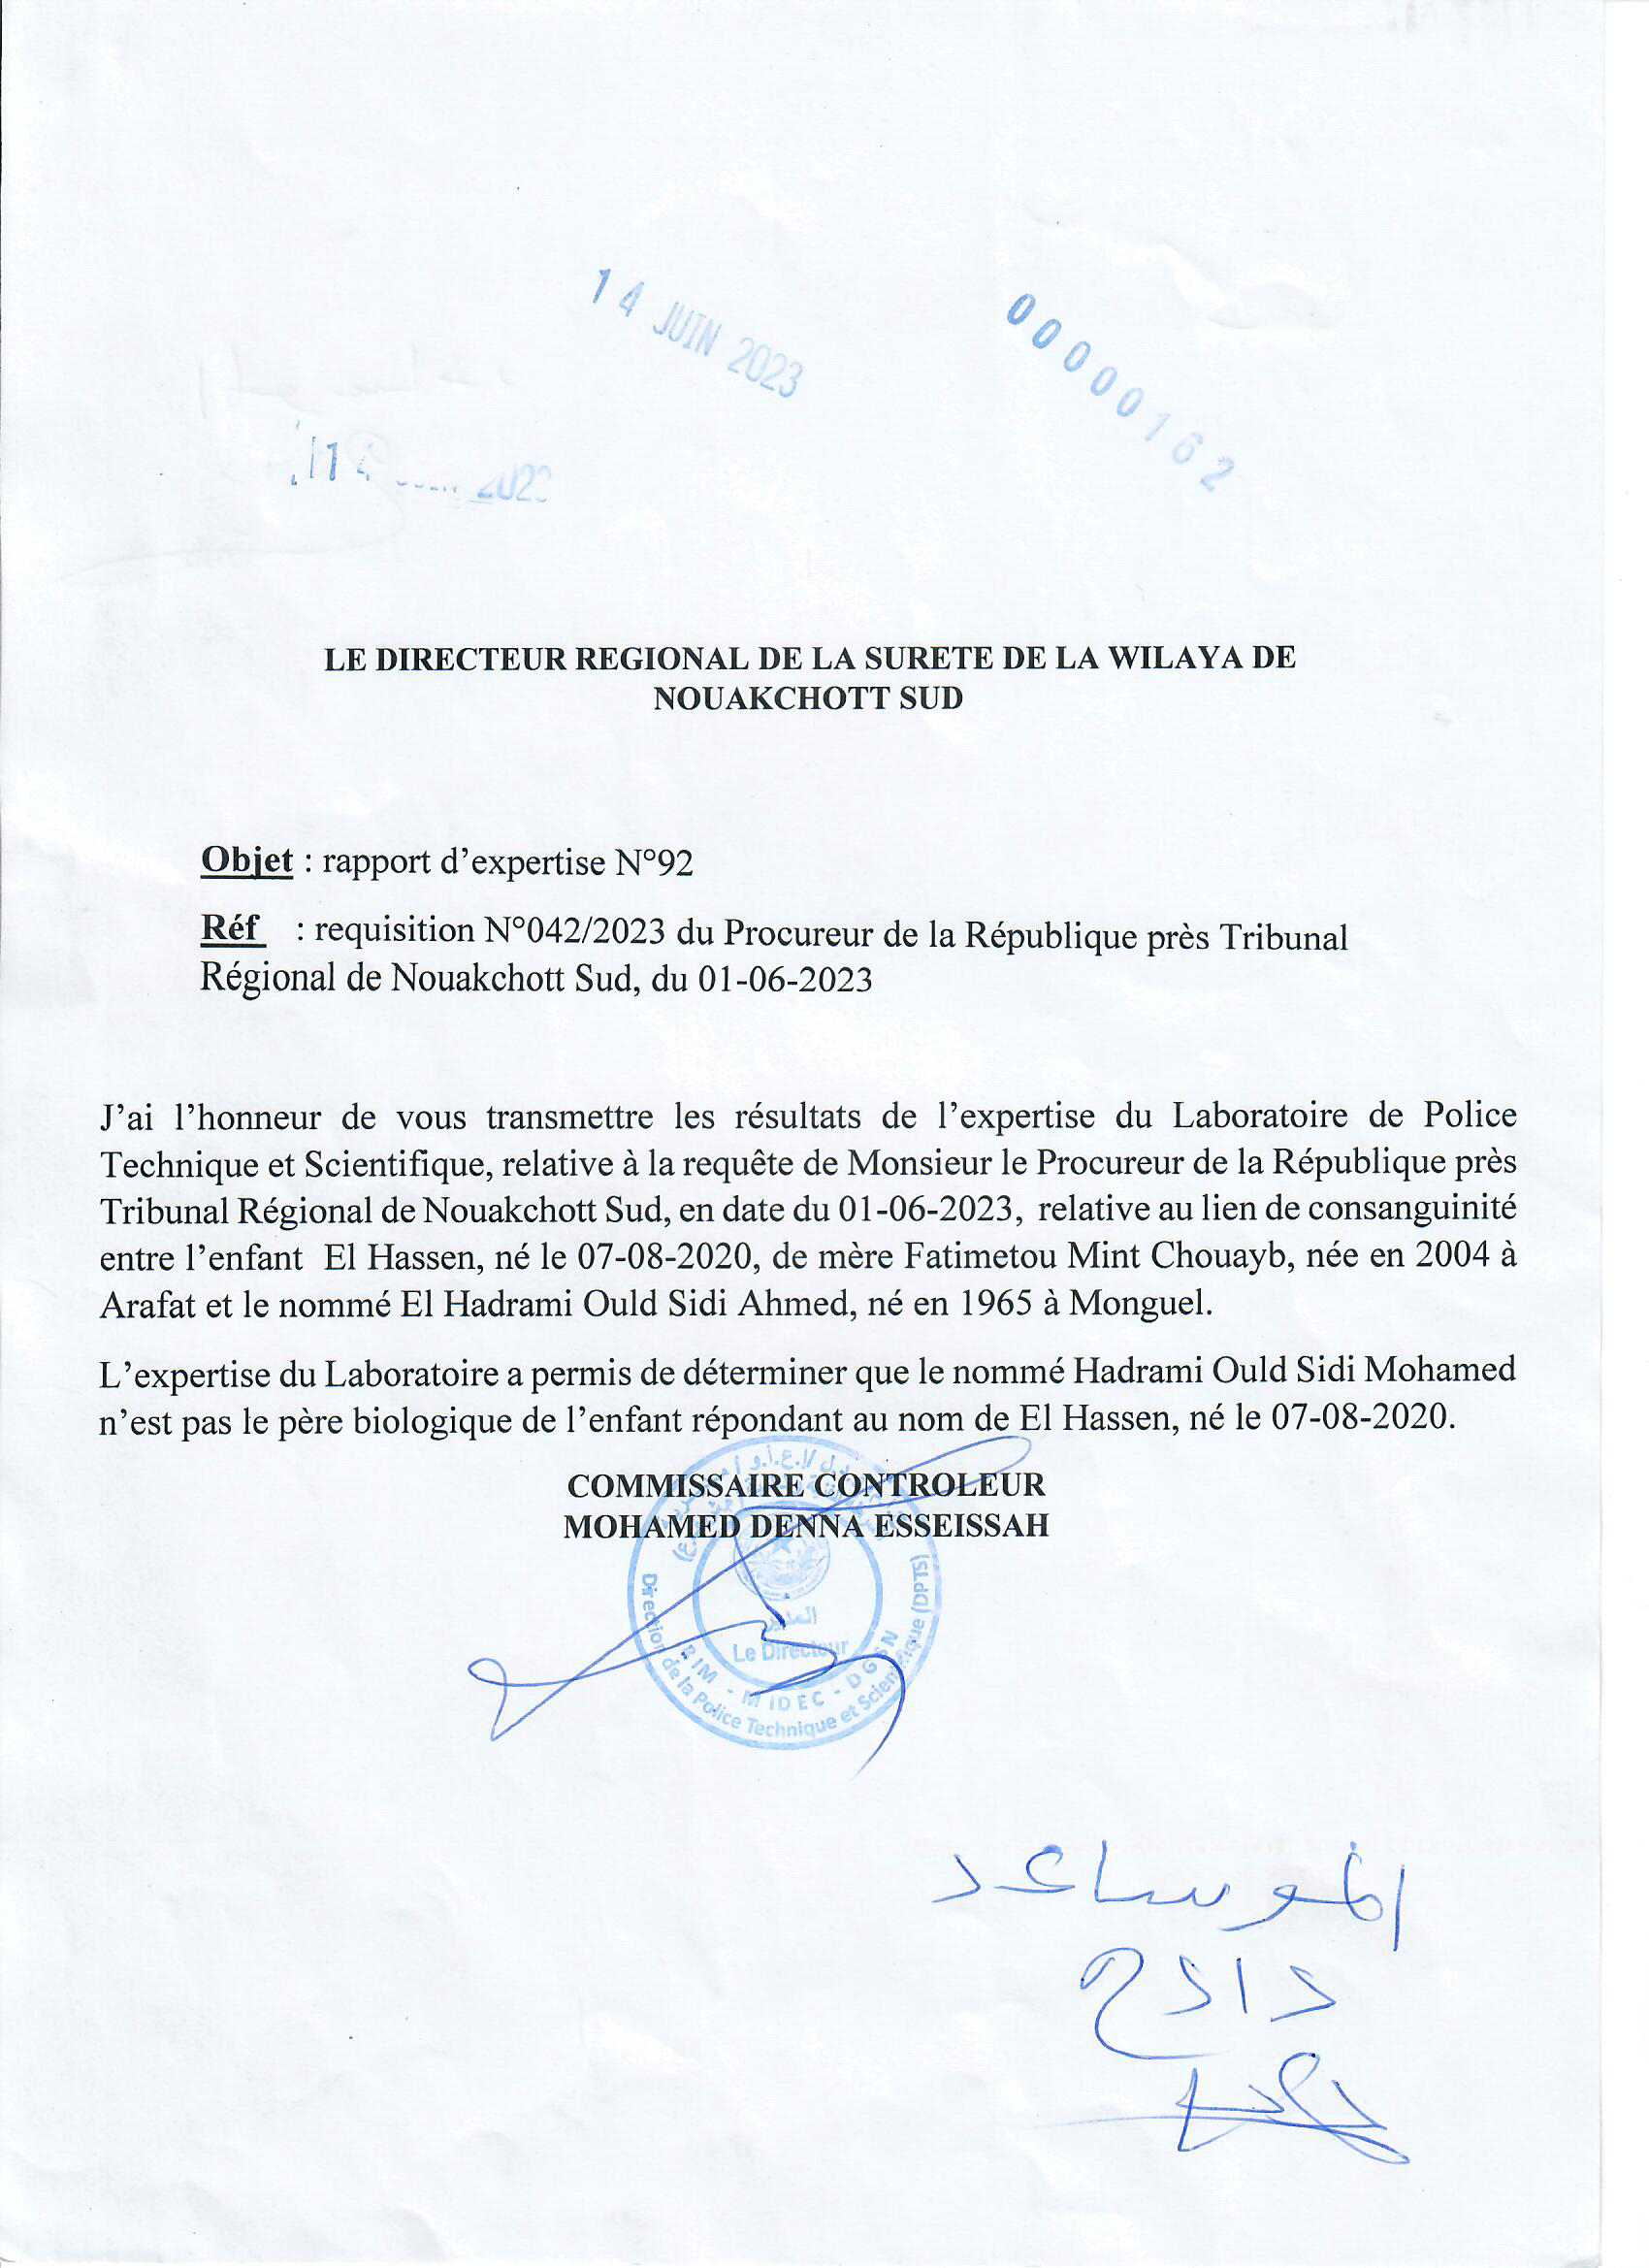 14 JUIN 2023
00000162
LE DIRECTEUR REGIONAL DE LA SURETE DE LA WILAYA DE
NOUAKCHOTT SUD
Objet : rapport d’expertise N°92
Réf : requisition N°042/2023 du Procureur de la République près Tribunal
Régional de Nouakchott Sud, du 01-06-2023
J’ai l’honneur de vous transmettre les résultats de l’expertise du Laboratoire de Police
Technique et Scientifique, relative à la requête de Monsieur le Procureur de la République près
Tribunal Régional de Nouakchott Sud, en date du 01-06-2023, relative au lien de consanguinité
entre l’enfant El Hassen, né le 07-08-2020, de mère Fatimetou Mint Chouayb, née en 2004 à
Arafat et le nommé El Hadrami Ould Sidi Ahmed, né en 1965 à Monguel.
L’expertise du Laboratoire a permis de déterminer que le nommé Hadrami Ould Sidi Mohamed
n’est pas le père biologique de l’enfant répondant au nom de El Hassen, né le 07-08-2020.
COMMISSAIRE CONTROLEUR
MOHAMED DENNA ESSEISSAH
المدير
Le Directeur
RIM - MIDEC - DGSN
Direction de la Police Technique et Scientifique (DPTS)